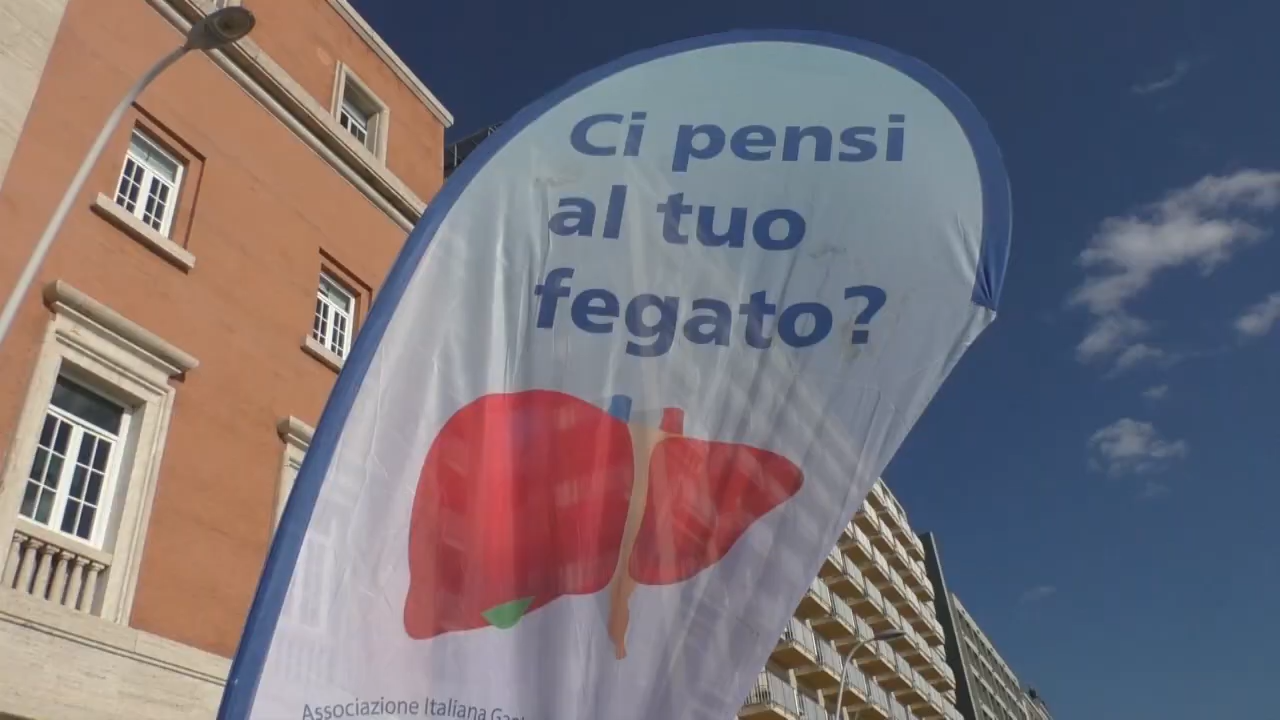 Ci pensi
al tuo
fegato?
Associazione Italiana